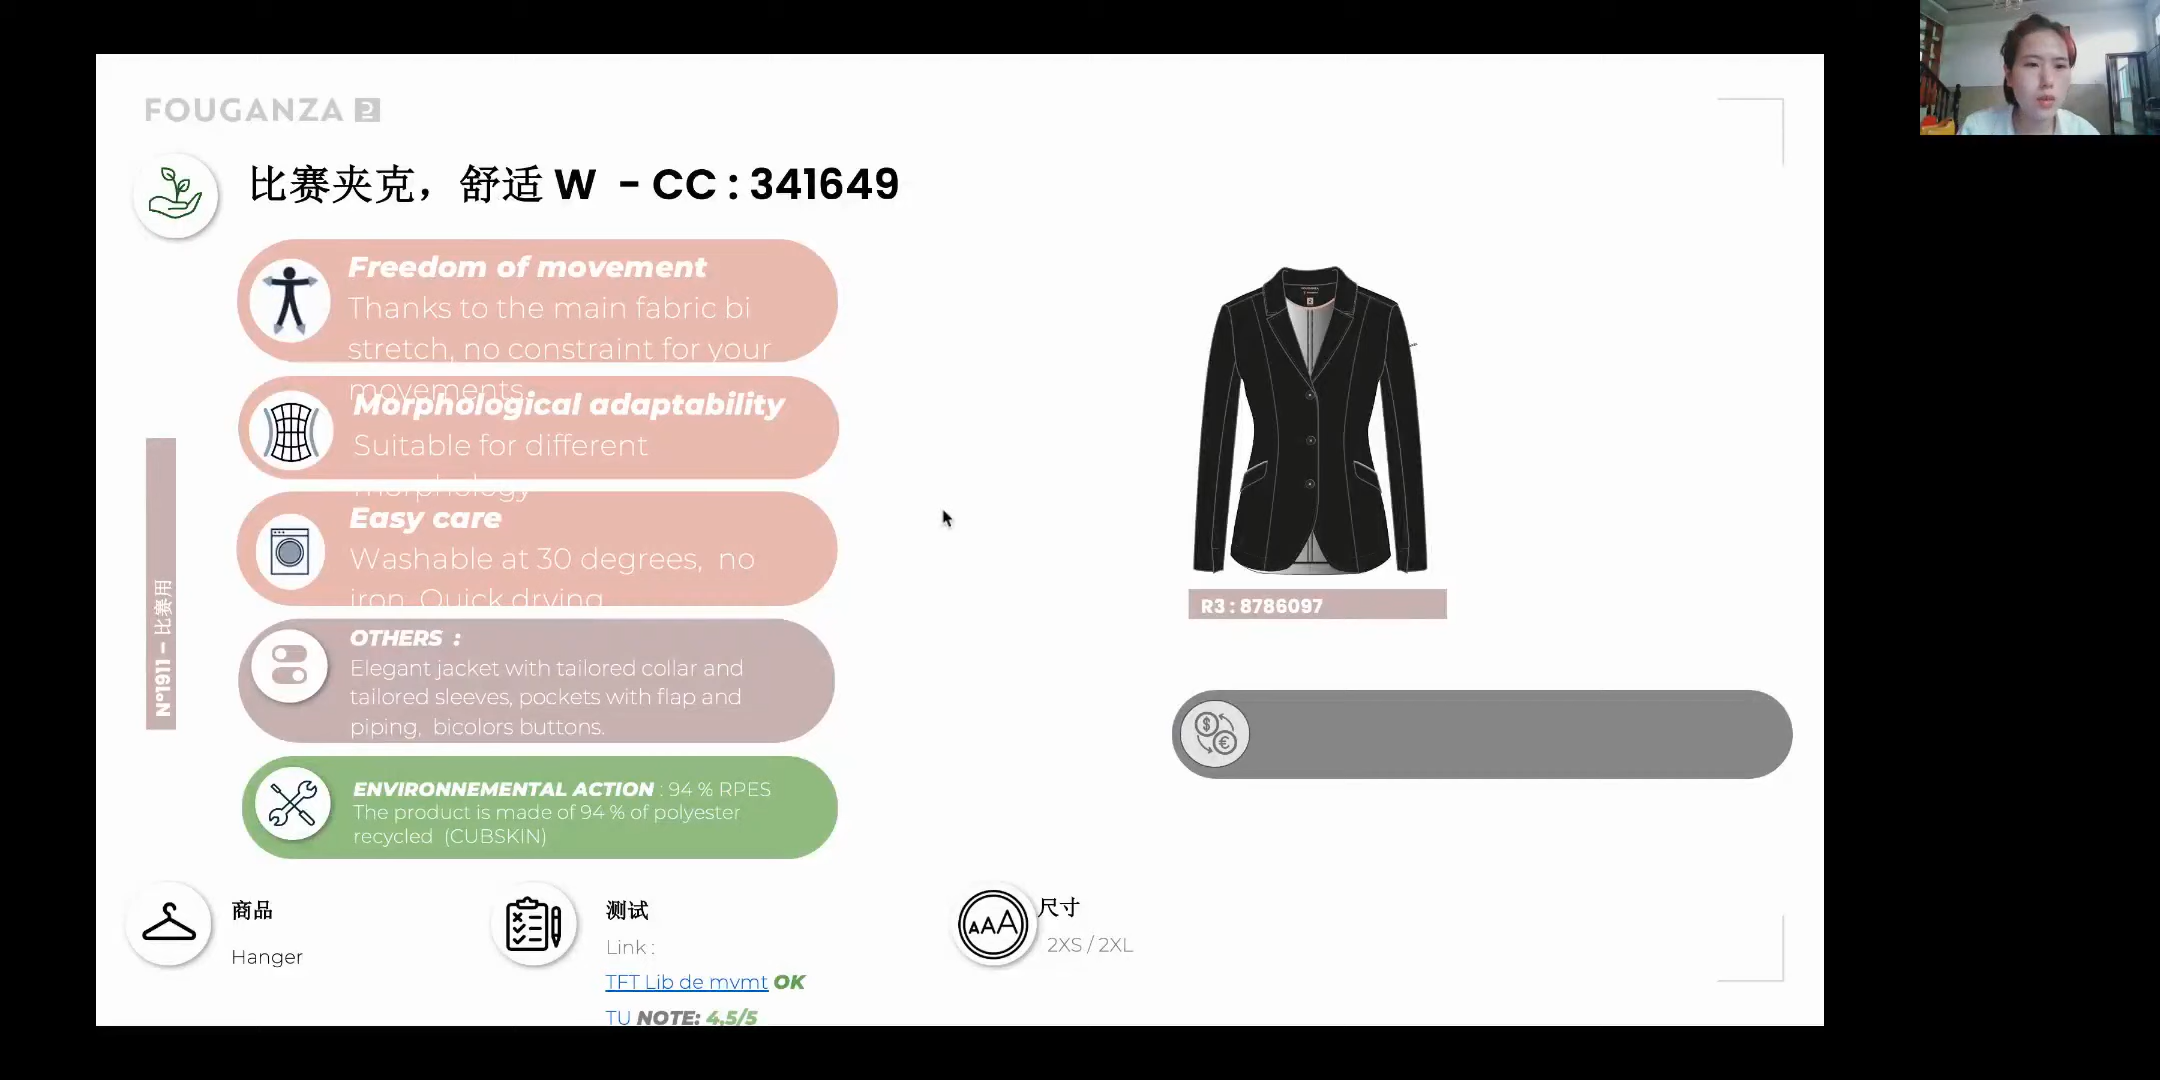 FOUGANZA
比赛夹克，舒适 W - CC : 341649
Freedom of movement
Thanks to the main fabric bi
stretch, no constraint for your
movements
Morphological adaptability
Suitable for different
morphology
Easy care
Washable at 30 degrees, no
iron. Quick drying
OTHERS :
Elegant jacket with tailored collar and
tailored sleeves, pockets with flap and
piping, bicolors buttons.
ENVIRONNEMENTAL ACTION : 94 % RPES
The product is made of 94 % of polyester
recycled (CUBSKIN)
N°1611 - 比赛用
R3 : 8786097
商品
Hanger
测试
Link :
TFT Lib de mvmt OK
TU NOTE: 4,5/5
AAA
尺寸
2XS / 2XL